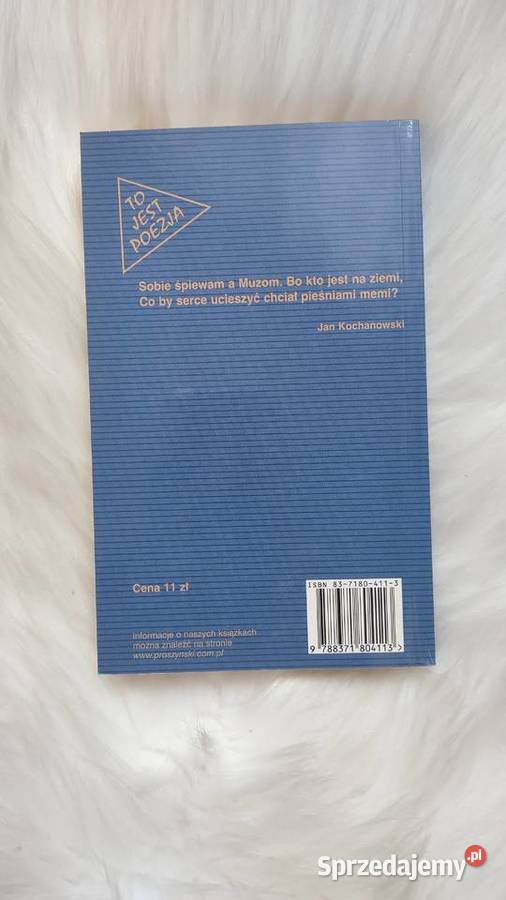 TO
JEST
POEZJA
Sobie śpiewam a Muzom. Bo kto jest na ziemi,
Co by serce ucieszyć chciał pieśniami memi?
Jan Kochanowski
Cena 11 zł
Informacje o naszych książkach
można znaleźć na stronie
www.proszynski.com.pl
ISBN 83-7180-411-3
9 788371 804113 >
Sprzedajemy.pl